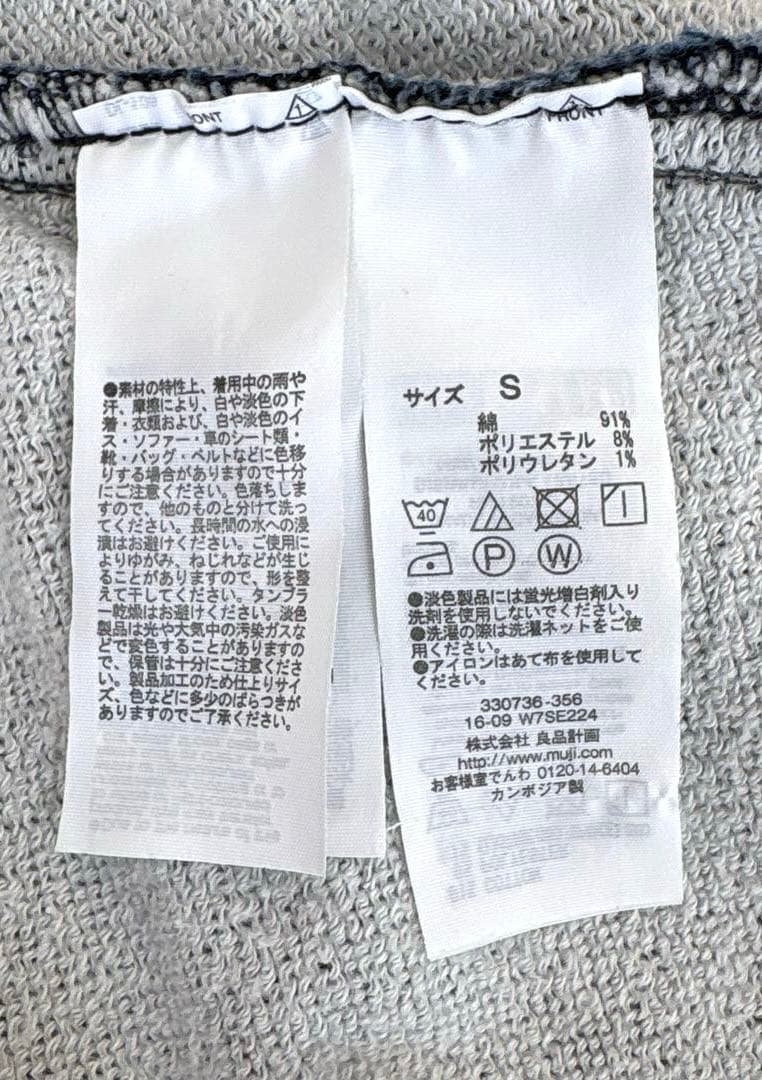 RONT
FRONT
●素材の特性上、着用中の雨や
汗、摩擦により、白や淡色の下
着・衣類および、白や淡色のイ
ス・ソファー・車のシート類・
靴・バッグ・ベルトなどに色移
りする場合がありますので十分
にご注意ください。色落ちしま
すので、他のものと分けて洗っ
てください。長時間の水への浸
漬はお避けください。ご使用に
よりゆがみ、ねじれなどが生じ
ることがありますので、形を整
えて干してください。タンブラ
ー乾燥はお避けください。淡色
製品は光や大気中の汚染ガスな
どで変色することがありますの
で、保管は十分にご注意くださ
い。製品加工のため仕上りサイ
ズ、色などに多少のばらつきが
ありますのでご了承ください。
サイズ S
綿 91%
ポリエステル 8%
ポリウレタン 1%
40
P W
●淡色製品には蛍光増白剤入り
洗剤を使用しないでください。
●洗濯の際は洗濯ネットをご使
用ください。
●アイロンはあて布を使用して
ください。
330736-356
16-09 W7SE224
株式会社 良品計画
http://www.muji.com
お客様室でんわ 0120-14-6404
カンボジア製